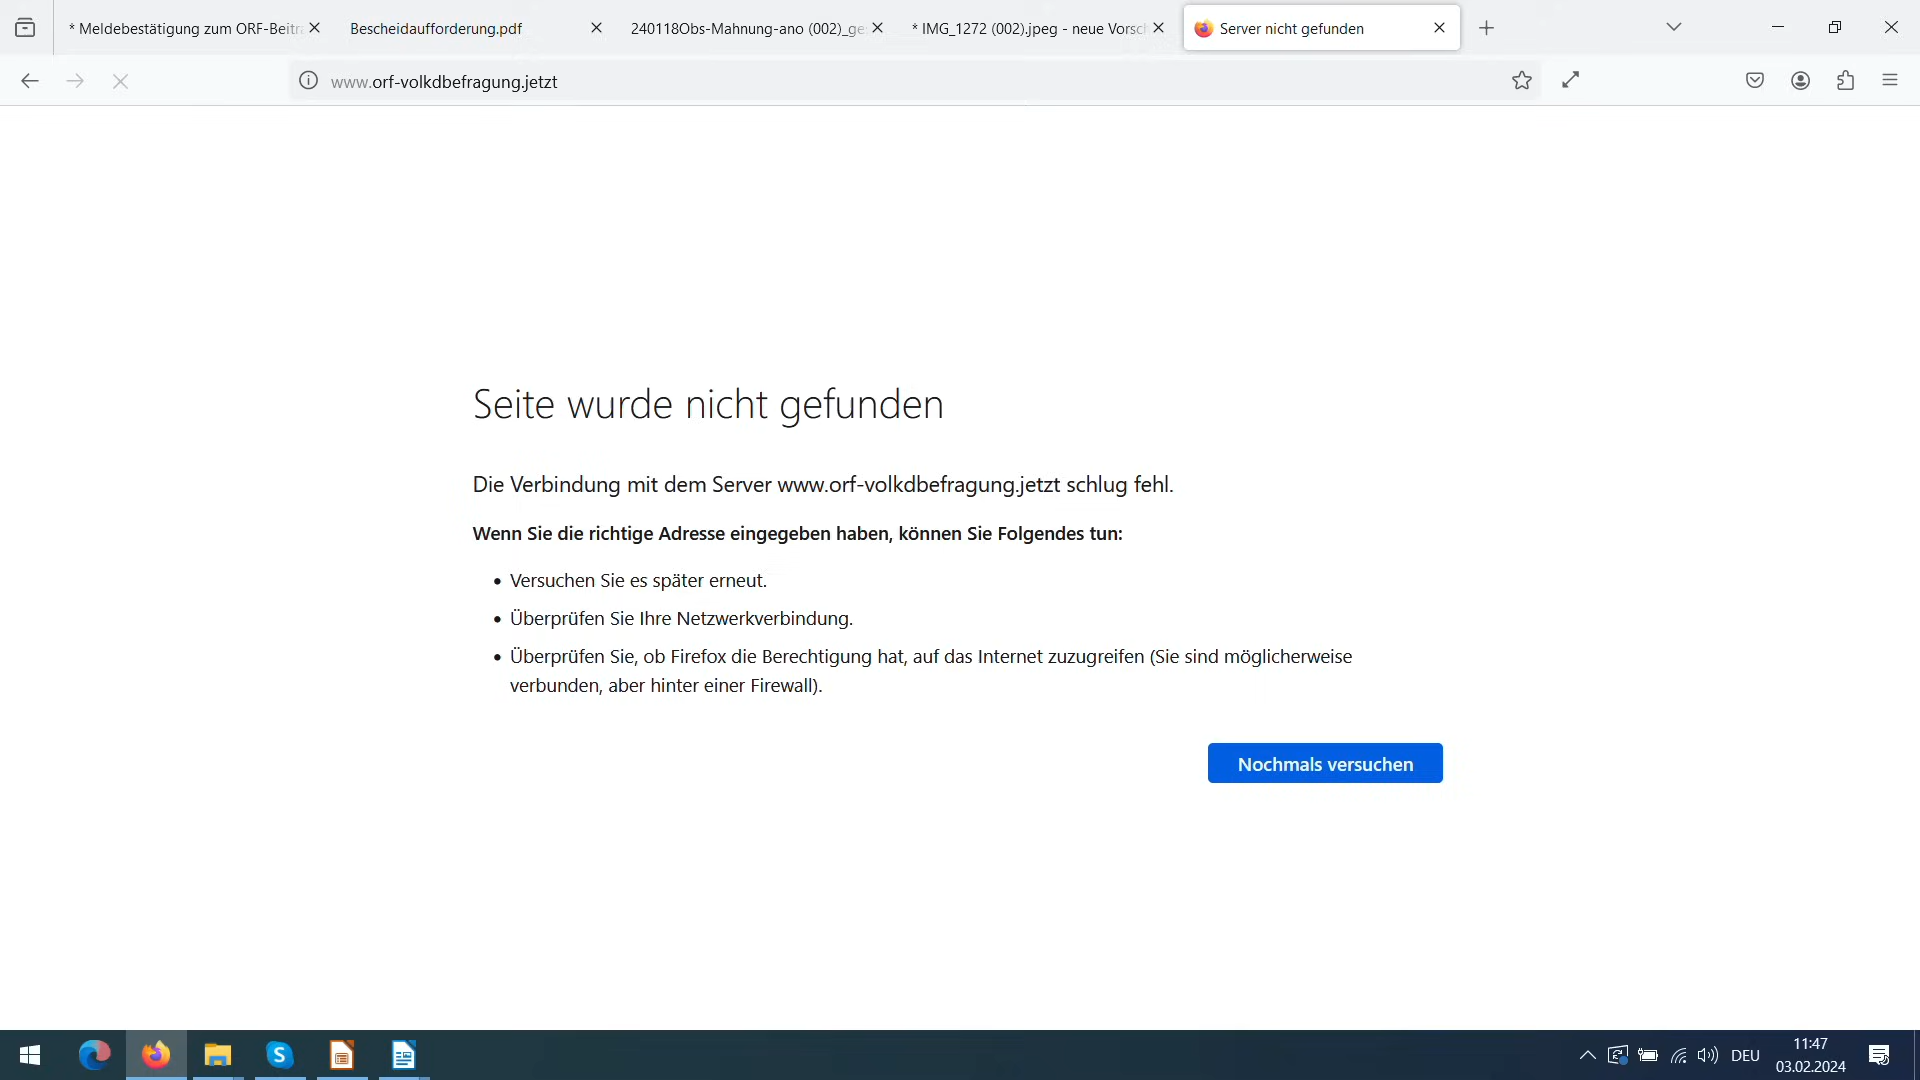 * Meldebestätigung zum ORF-Beitra
Bescheidaufforderung.pdf
240118Obs-Mahnung-ano (002)_ge
* IMG_1272 (002).jpeg - neue Vorsch
Server nicht gefunden
www.orf-volkdbefragung.jetzt
Seite wurde nicht gefunden
Die Verbindung mit dem Server www.orf-volkdbefragung.jetzt schlug fehl.
Wenn Sie die richtige Adresse eingegeben haben, können Sie Folgendes tun:
• Versuchen Sie es später erneut.
• Überprüfen Sie Ihre Netzwerkverbindung.
• Überprüfen Sie, ob Firefox die Berechtigung hat, auf das Internet zuzugreifen (Sie sind möglicherweise
verbunden, aber hinter einer Firewall).
Nochmals versuchen
S
DEU
11:47
03.02.2024